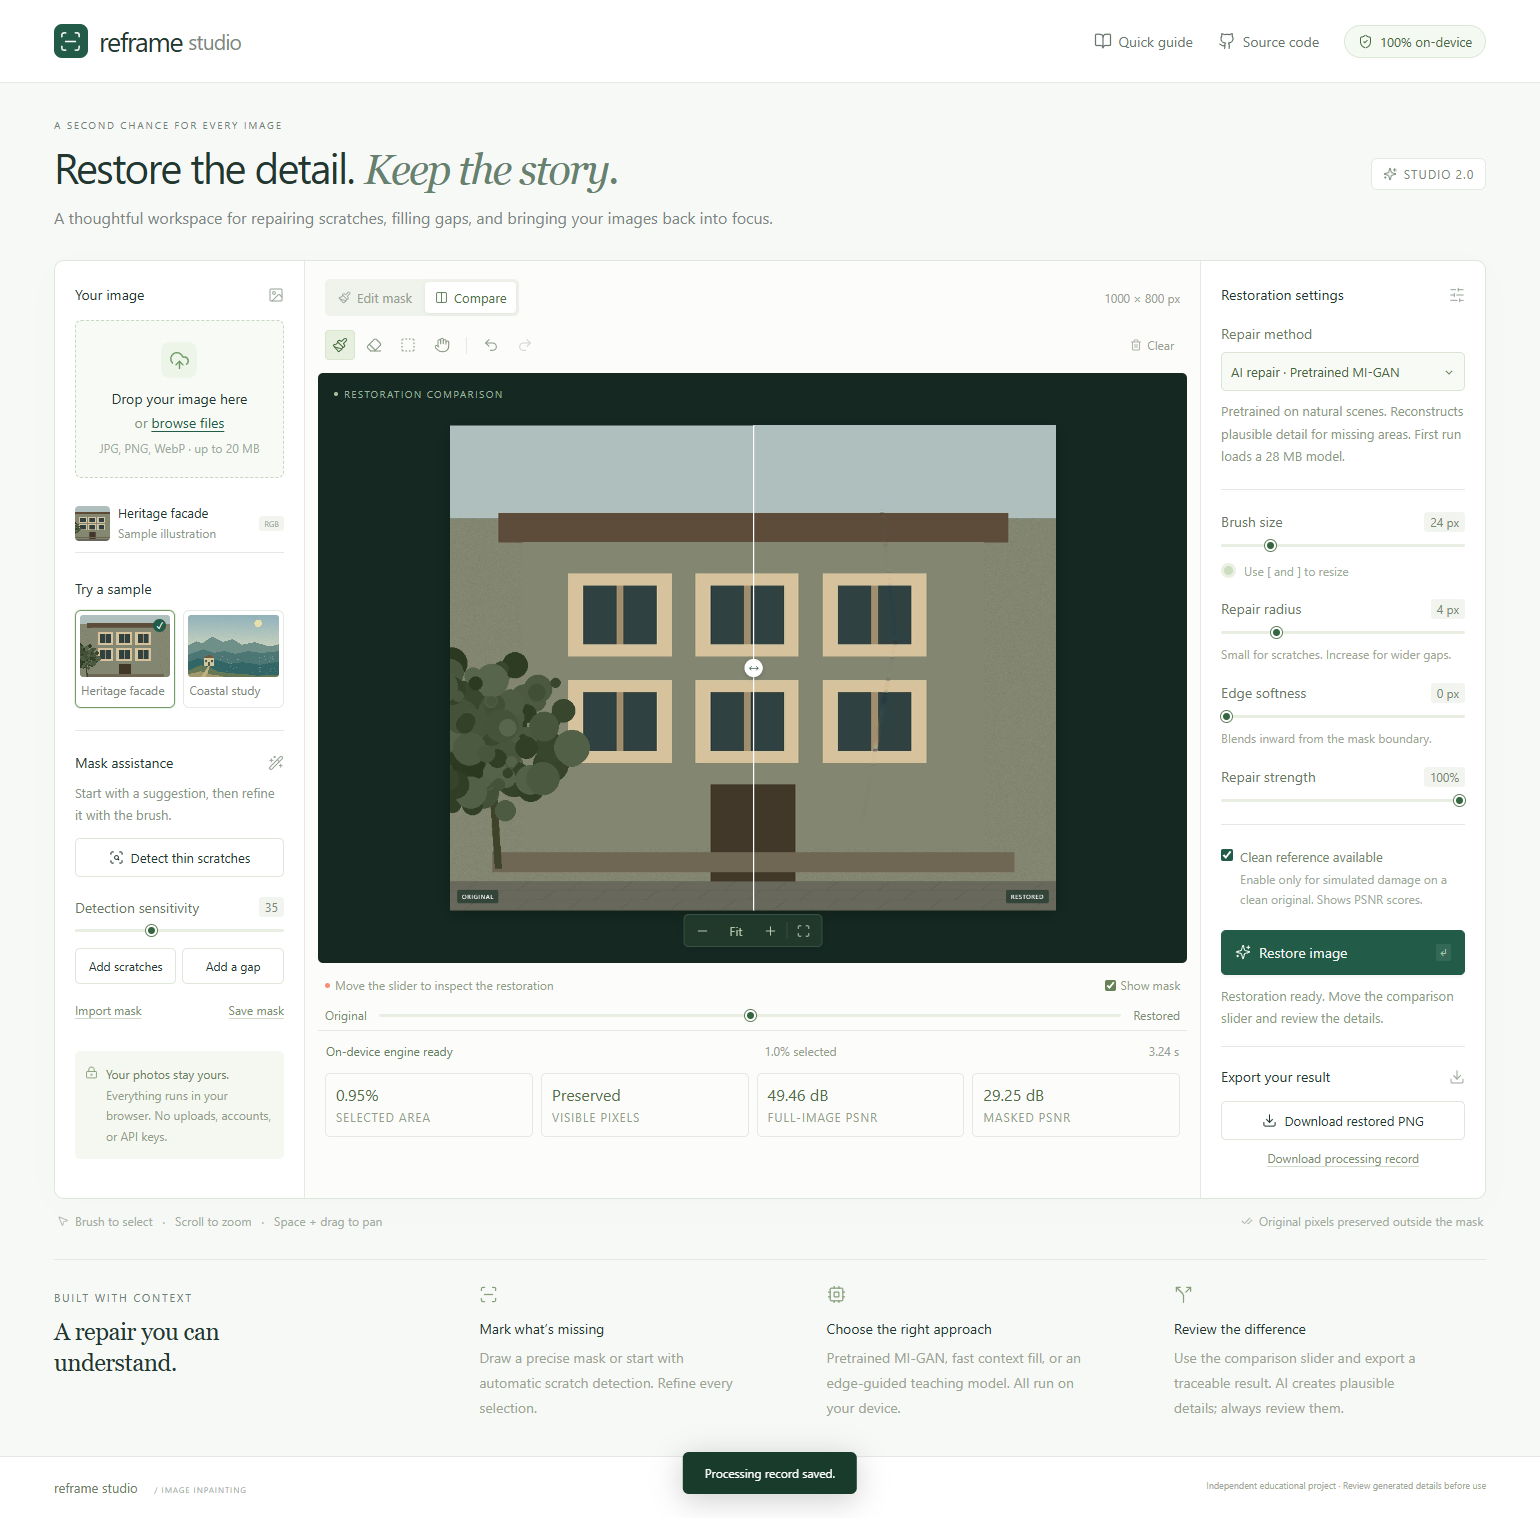 reframe studio
Quick guide
Source code
100% on-device
A SECOND CHANCE FOR EVERY IMAGE
Restore the detail. Keep the story.
A thoughtful workspace for repairing scratches, filling gaps, and bringing your images back into focus.
STUDIO 2.0
Your image
Drop your image here
or browse files
JPG, PNG, WebP · up to 20 MB
Heritage facade
Sample illustration
RGB
Try a sample
Heritage facade
Coastal study
Mask assistance
Start with a suggestion, then refine
it with the brush.
Detect thin scratches
Detection sensitivity
35
Add scratches
Add a gap
Import mask
Save mask
Your photos stay yours.
Everything runs in your
browser. No uploads, accounts,
or API keys.
Edit mask
Compare
1000 × 800 px
Clear
RESTORATION COMPARISON
ORIGINAL
RESTORED
Fit
Move the slider to inspect the restoration
Show mask
Original
Restored
On-device engine ready
1.0% selected
3.24 s
0.95%
SELECTED AREA
Preserved
VISIBLE PIXELS
49.46 dB
FULL-IMAGE PSNR
29.25 dB
MASKED PSNR
Restoration settings
Repair method
AI repair · Pretrained MI-GAN
Pretrained on natural scenes. Reconstructs
plausible detail for missing areas. First run
loads a 28 MB model.
Brush size
24 px
Use [ and ] to resize
Repair radius
4 px
Small for scratches. Increase for wider gaps.
Edge softness
0 px
Blends inward from the mask boundary.
Repair strength
100%
Clean reference available
Enable only for simulated damage on a
clean original. Shows PSNR scores.
Restore image
Restoration ready. Move the comparison
slider and review the details.
Export your result
Download restored PNG
Download processing record
Brush to select · Scroll to zoom · Space + drag to pan
Original pixels preserved outside the mask
BUILT WITH CONTEXT
A repair you can
understand.
Mark what's missing
Draw a precise mask or start with
automatic scratch detection. Refine every
selection.
Choose the right approach
Pretrained MI-GAN, fast context fill, or an
edge-guided teaching model. All run on
your device.
Review the difference
Use the comparison slider and export a
traceable result. AI creates plausible
details; always review them.
Processing record saved.
reframe studio
/ IMAGE INPAINTING
Independent educational project · Review generated details before use